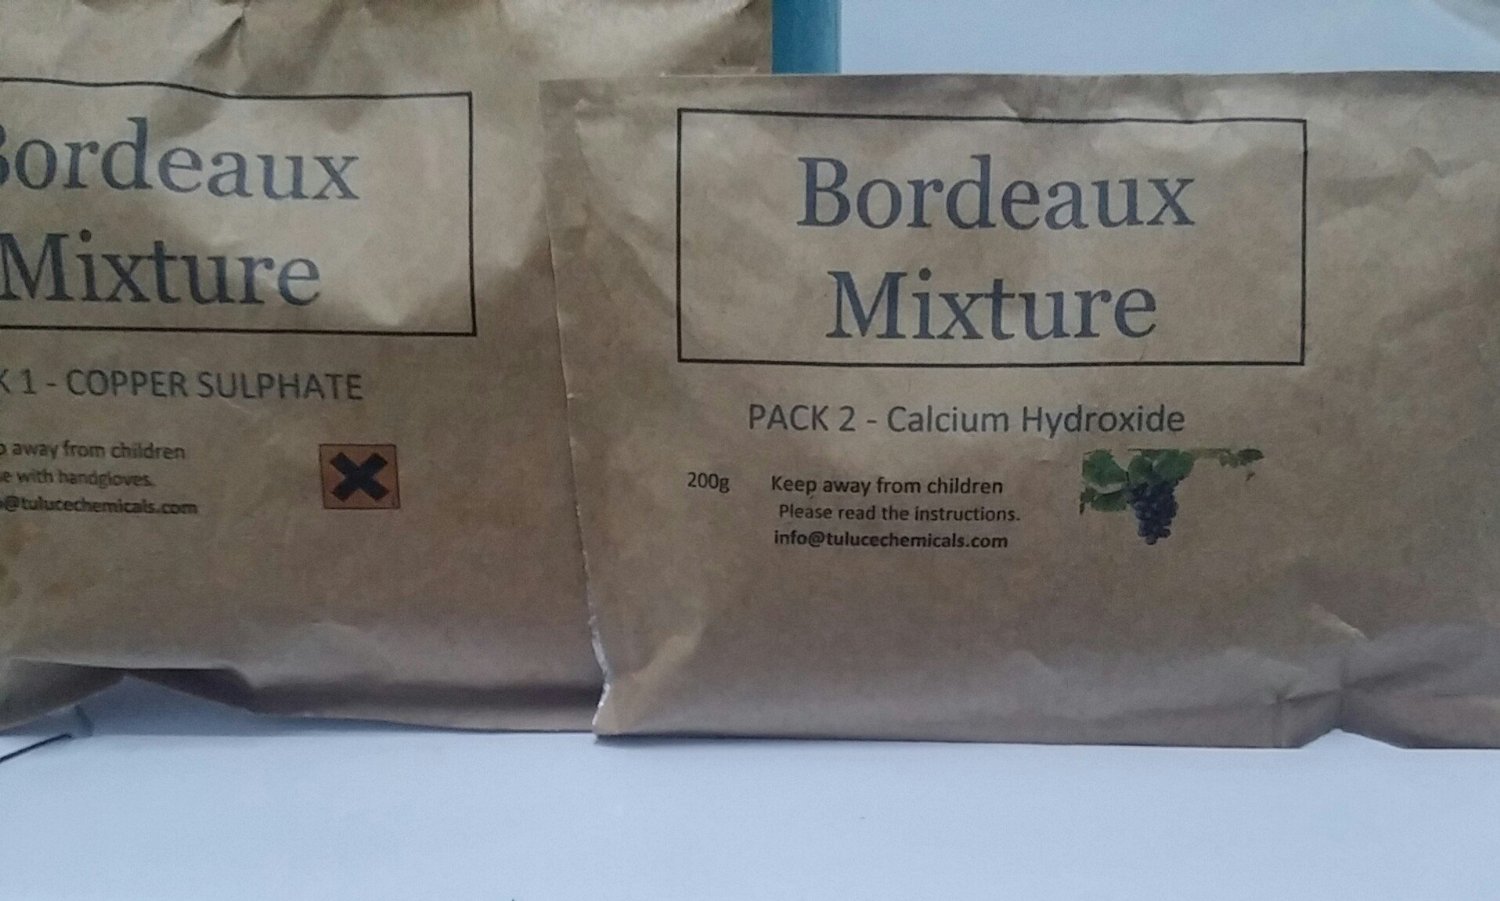 Bordeaux
Mixture
1 - COPPER SULPHATE
away from children
with handgloves.
@tulucechemicals.com
Bordeaux
Mixture
PACK 2 - Calcium Hydroxide
200g Keep away from children
Please read the instructions.
info@tulucechemicals.com